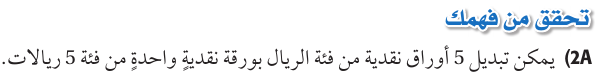 تحقق من فهمك
2A) يمكن تبديل 5 أوراق نقدية من فئة الريال بورقة نقديةٍ واحدةٍ من فئة 5 ريالات.